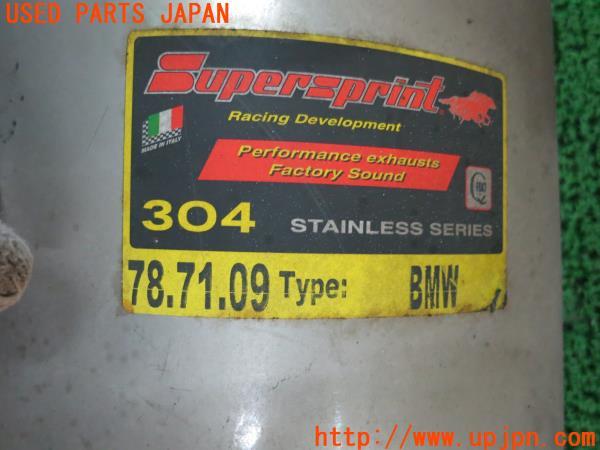 USED PARTS JAPAN
Supersprint
Racing Development
MADE IN ITALY
Performance exhausts
Factory Sound
304 STAINLESS SERIES
78.71.09 Type: BMW
http://www.upjpn.com